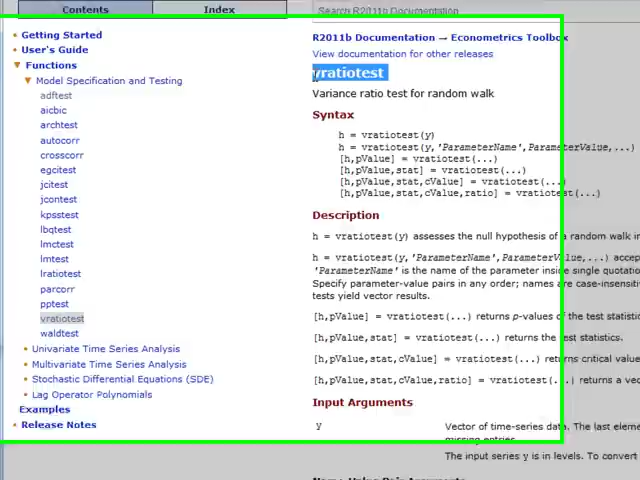 Contents
Index
Search R2011b Documentation
Getting Started
User's Guide
Functions
Model Specification and Testing
adftest
aicbic
archtest
autocorr
crosscorr
egcitest
jcitest
jcontest
kpsstest
lbqtest
lmctest
lmtest
lratiotest
parcorr
pptest
vratiotest
waldtest
Univariate Time Series Analysis
Multivariate Time Series Analysis
Stochastic Differential Equations (SDE)
Lag Operator Polynomials
Examples
Release Notes
R2011b Documentation → Econometrics Toolbox
View documentation for other releases
vratiotest
Variance ratio test for random walk
Syntax
h = vratiotest(y)
h = vratiotest(y,'ParameterName',ParameterValue,...)
[h,pValue] = vratiotest(...)
[h,pValue,stat] = vratiotest(...)
[h,pValue,stat,cValue] = vratiotest(...)
[h,pValue,stat,cValue,ratio] = vratiotest(...)
Description
h = vratiotest(y) assesses the null hypothesis of a random walk in
h = vratiotest(y,'ParameterName',ParameterValue,...) accep
'ParameterName' is the name of the parameter inside single quotatio
Specify parameter-value pairs in any order; names are case-insensitiv
tests yield vector results.
[h,pValue] = vratiotest(...) returns p-values of the test statistic
[h,pValue,stat] = vratiotest(...) returns the test statistics.
[h,pValue,stat,cValue] = vratiotest(...) returns critical value
[h,pValue,stat,cValue,ratio] = vratiotest(...) returns a vec
Input Arguments
y
Vector of time-series data. The last eleme
missing entries.
The input series y is in levels. To convert